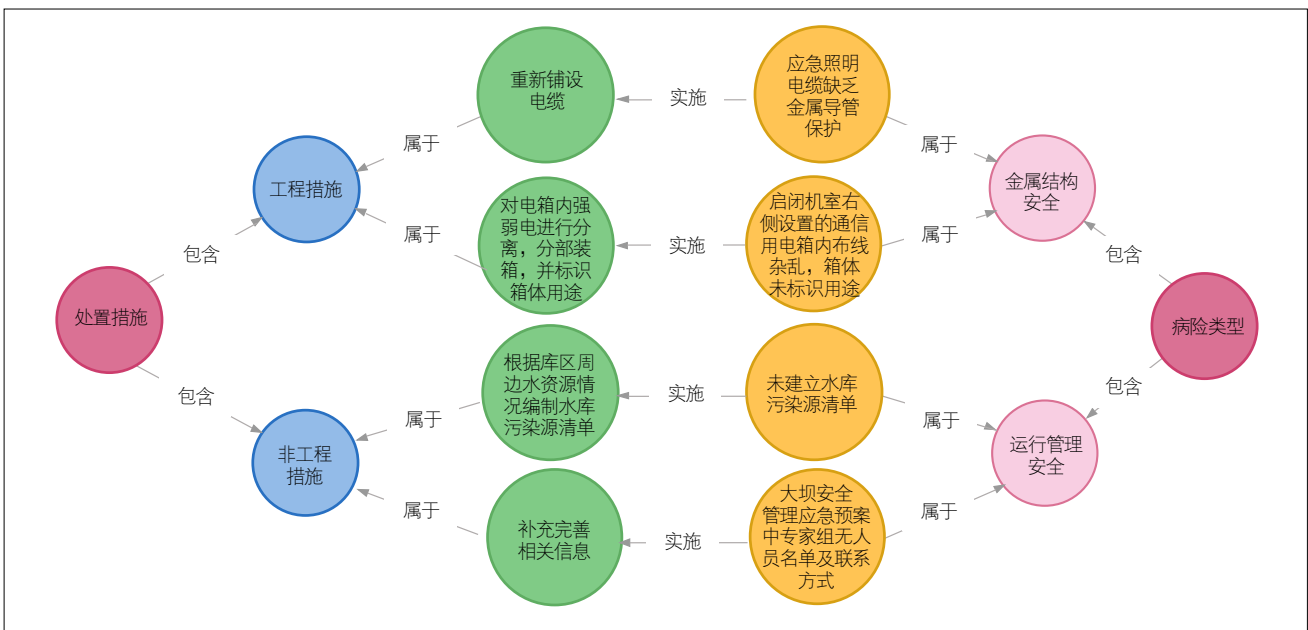 重新铺设
电缆
实施
应急照明
电缆缺乏
金属导管
保护
属于
属于
工程措施
金属结构
安全
对电箱内强
弱电进行分
离，分部装
箱，并标识
箱体用途
实施
启闭机室右
侧设置的通信
用电箱内布线
杂乱，箱体
未标识用途
属于
属于
包含
包含
处置措施
病险类型
根据库区周
边水资源情
况编制水库
污染源清单
实施
未建立水库
污染源清单
包含
包含
属于
属于
非工程
措施
运行管理
安全
补充完善
相关信息
实施
大坝安全
管理应急预案
中专家组无人
员名单及联系
方式
属于
属于